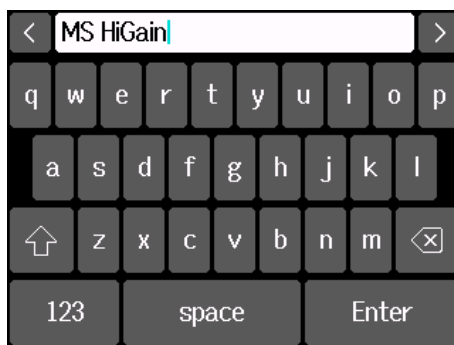 < MS HiGain >
q w e r t y u i o p
a s d f g h j k l
z x c v b n m
123 space Enter